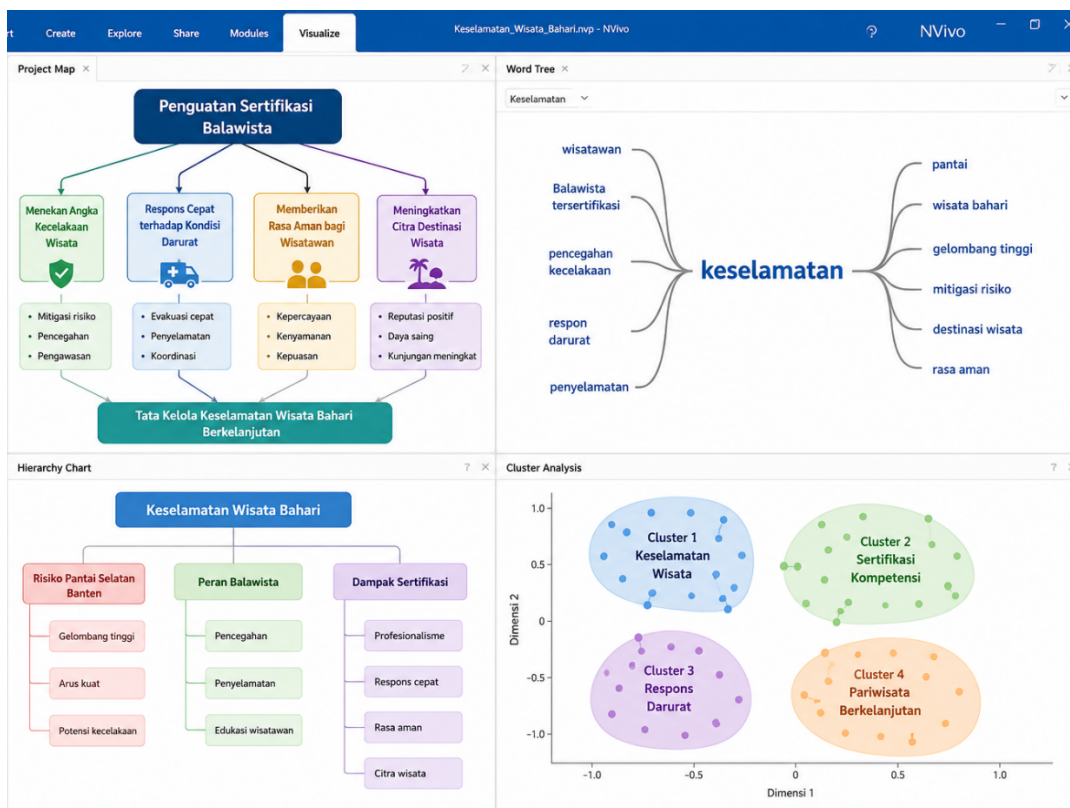 Create
Explore
Share
Modules
Visualize
Keselamatan_Wisata_Bahari.nvp - NVivo
?
NVivo
Project Map
Penguatan Sertifikasi
Balawista
Menekan Angka
Kecelakaan
Wisata
Respons Cepat
terhadap Kondisi
Darurat
Memberikan
Rasa Aman bagi
Wisatawan
Meningkatkan
Citra Destinasi
Wisata
• Mitigasi risiko
• Pencegahan
• Pengawasan
• Evakuasi cepat
• Penyelamatan
• Koordinasi
• Kepercayaan
• Kenyamanan
• Kepuasan
• Reputasi positif
• Daya saing
• Kunjungan meningkat
Tata Kelola Keselamatan Wisata Bahari
Berkelanjutan
Word Tree
Keselamatan
wisatawan
Balawista
tersertifikasi
pencegahan
kecelakaan
respon
darurat
penyelamatan
keselamatan
pantai
wisata bahari
gelombang tinggi
mitigasi risiko
destinasi wisata
rasa aman
Hierarchy Chart
?
Keselamatan Wisata Bahari
Risiko Pantai Selatan
Banten
Gelombang tinggi
Arus kuat
Potensi kecelakaan
Peran Balawista
Pencegahan
Penyelamatan
Edukasi wisatawan
Dampak Sertifikasi
Profesionalisme
Respons cepat
Rasa aman
Citra wisata
Cluster Analysis
?
Dimensi 2
1.0
0.5
0
-0.5
-1.0
Cluster 1
Keselamatan
Wisata
Cluster 2
Sertifikasi
Kompetensi
Cluster 3
Respons
Darurat
Cluster 4
Pariwisata
Berkelanjutan
-1.0
-0.5
0
0.5
1.0
Dimensi 1